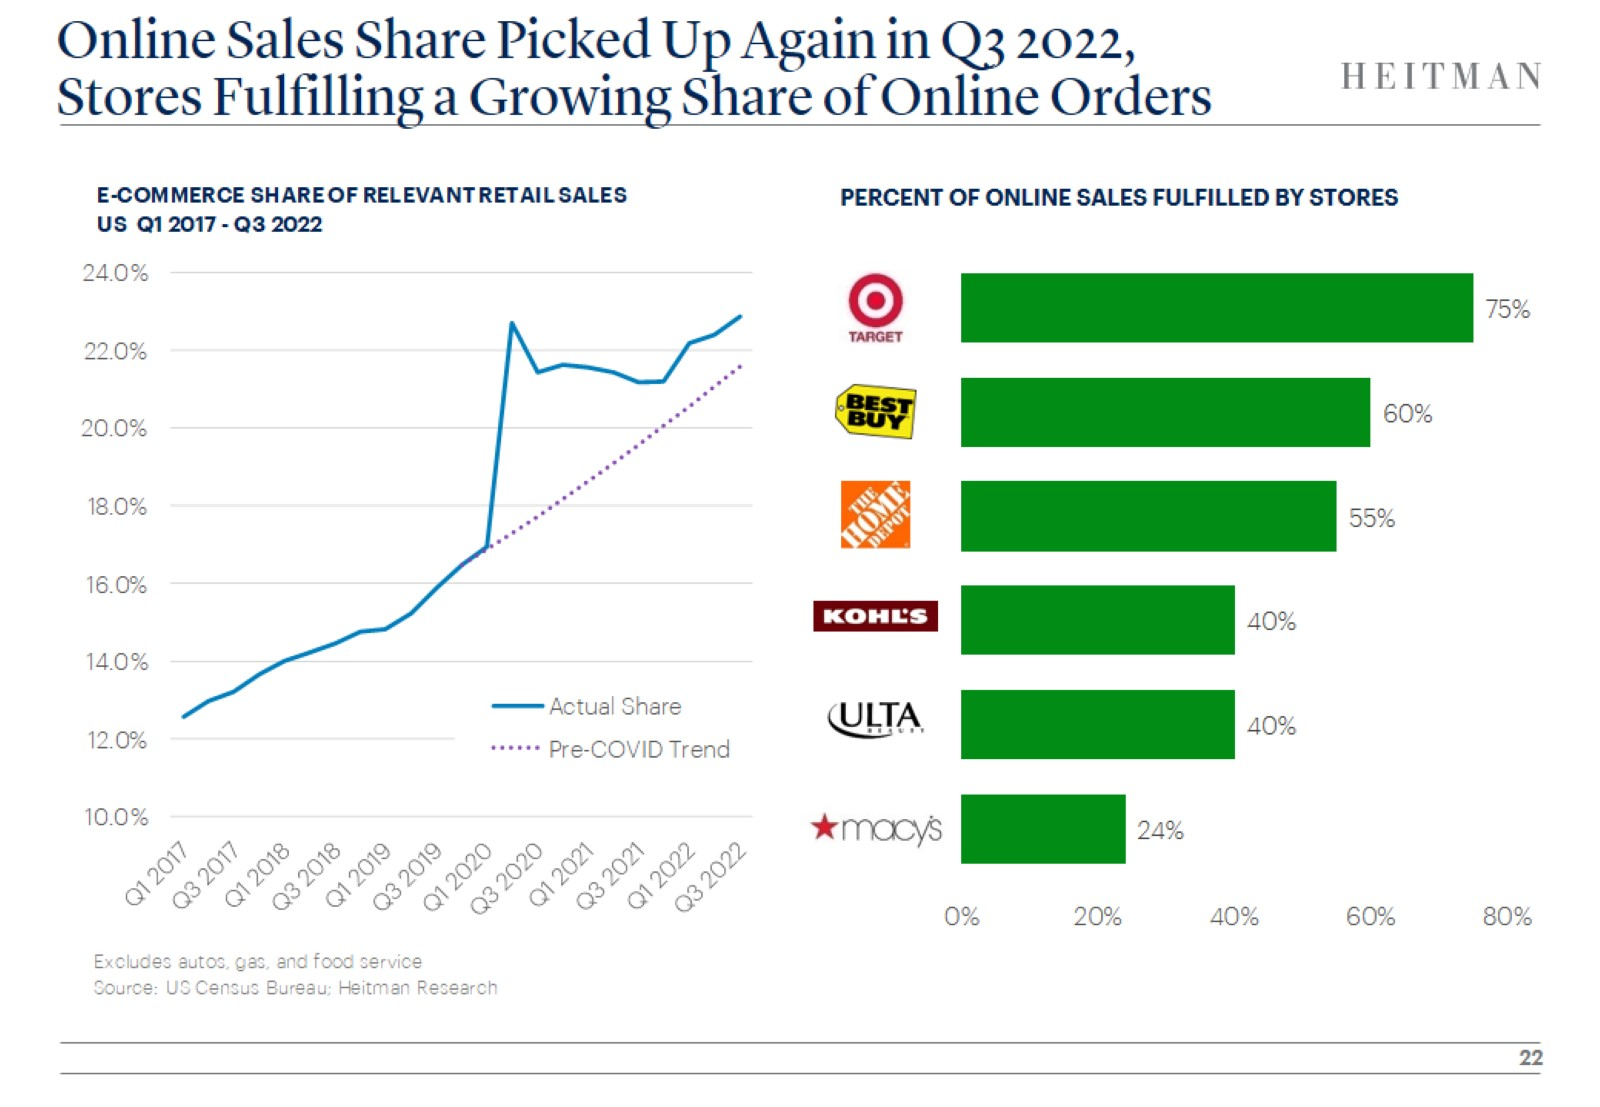 Online Sales Share Picked Up Again in Q3 2022,
Stores Fulfilling a Growing Share of Online Orders
HEITMAN
E-COMMERCE SHARE OF RELEVANT RETAIL SALES
US Q1 2017 - Q3 2022
24.0%
22.0%
20.0%
18.0%
16.0%
14.0%
12.0%
10.0%
Actual Share
Pre-COVID Trend
Q1 2017
Q3 2017
Q1 2018
Q3 2018
Q1 2019
Q3 2019
Q1 2020
Q3 2020
Q1 2021
Q3 2021
Q1 2022
Q3 2022
Excludes autos, gas, and food service
Source: US Census Bureau; Heitman Research
PERCENT OF ONLINE SALES FULFILLED BY STORES
TARGET
75%
BEST
BUY
60%
THE
HOME
DEPOT
55%
KOHL'S
40%
ULTA
BEAUTY
40%
macy's
24%
0%
20%
40%
60%
80%
22